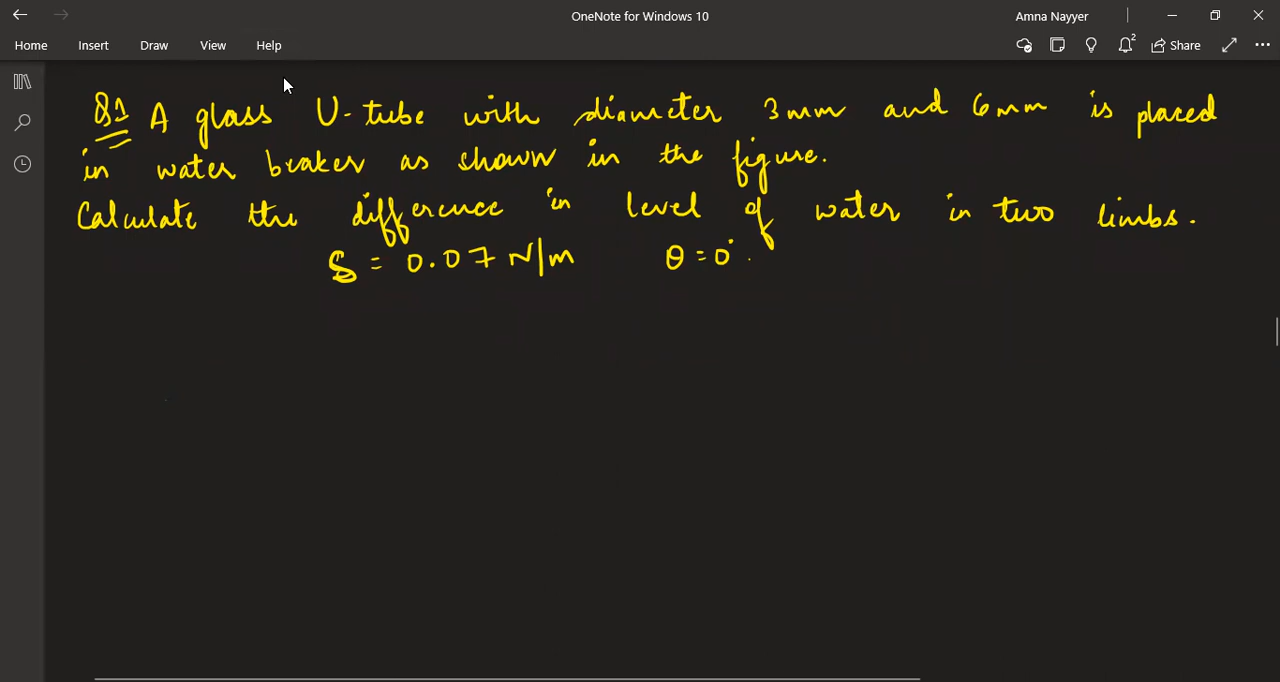 OneNote for Windows 10
Amna Nayyer
Home Insert Draw View Help
2 Share
Q1 A glass U-tube with diameter 3mm and 6mm is placed
in water beaker as shown in the figure.
Calculate the difference in level of water in two limbs.
S = 0.07 N/m θ = 0°.